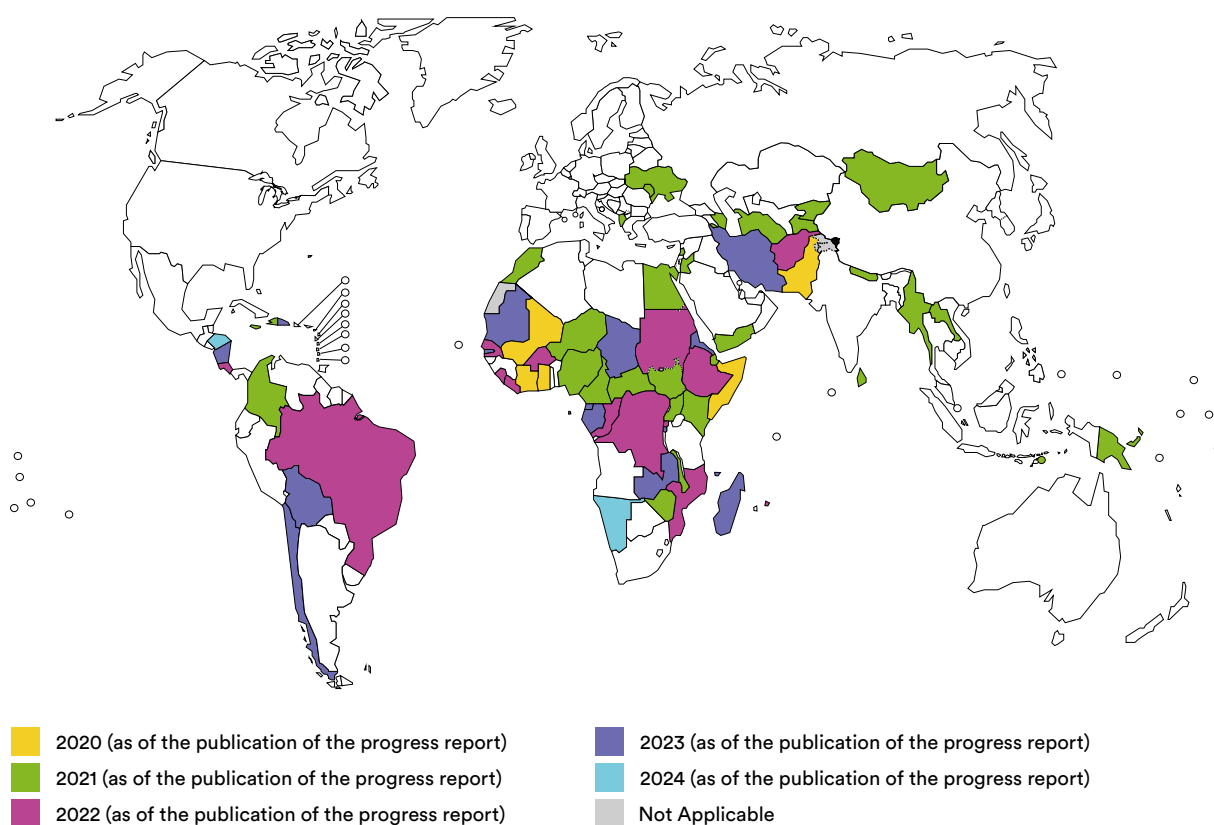 2020 (as of the publication of the progress report)
2021 (as of the publication of the progress report)
2022 (as of the publication of the progress report)
2023 (as of the publication of the progress report)
2024 (as of the publication of the progress report)
Not Applicable